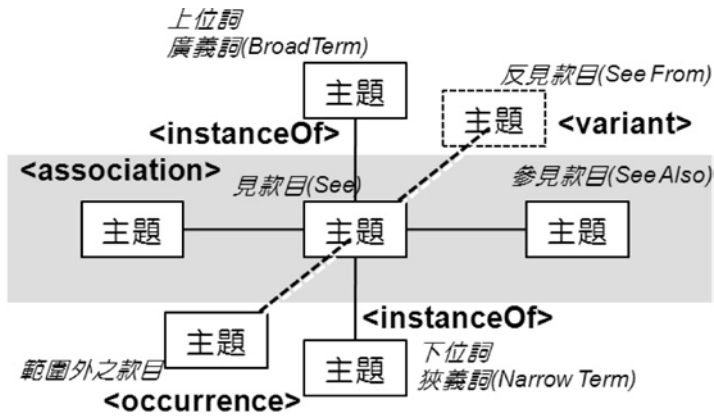 上位詞
廣義詞(BroadTerm)
反見款目(See From)
主題
主題
<instanceOf>
<variant>
<association>
見款目(See)
參見款目(See Also)
主題
主題
主題
<instanceOf>
主題
主題
下位詞
狹義詞(Narrow Term)
範圍外之款目
<occurrence>